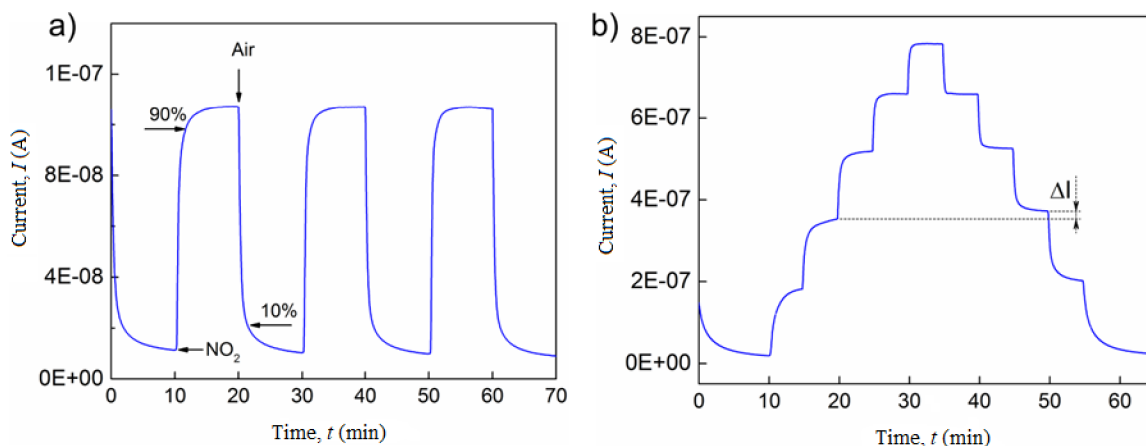 a)
Air
90%
10%
NO₂
1E-07
8E-08
4E-08
0E+00
Current, I (A)
0 10 20 30 40 50 60 70
Time, t (min)
b)
ΔI
8E-07
6E-07
4E-07
2E-07
0E+00
Current, I (A)
0 10 20 30 40 50 60
Time, t (min)